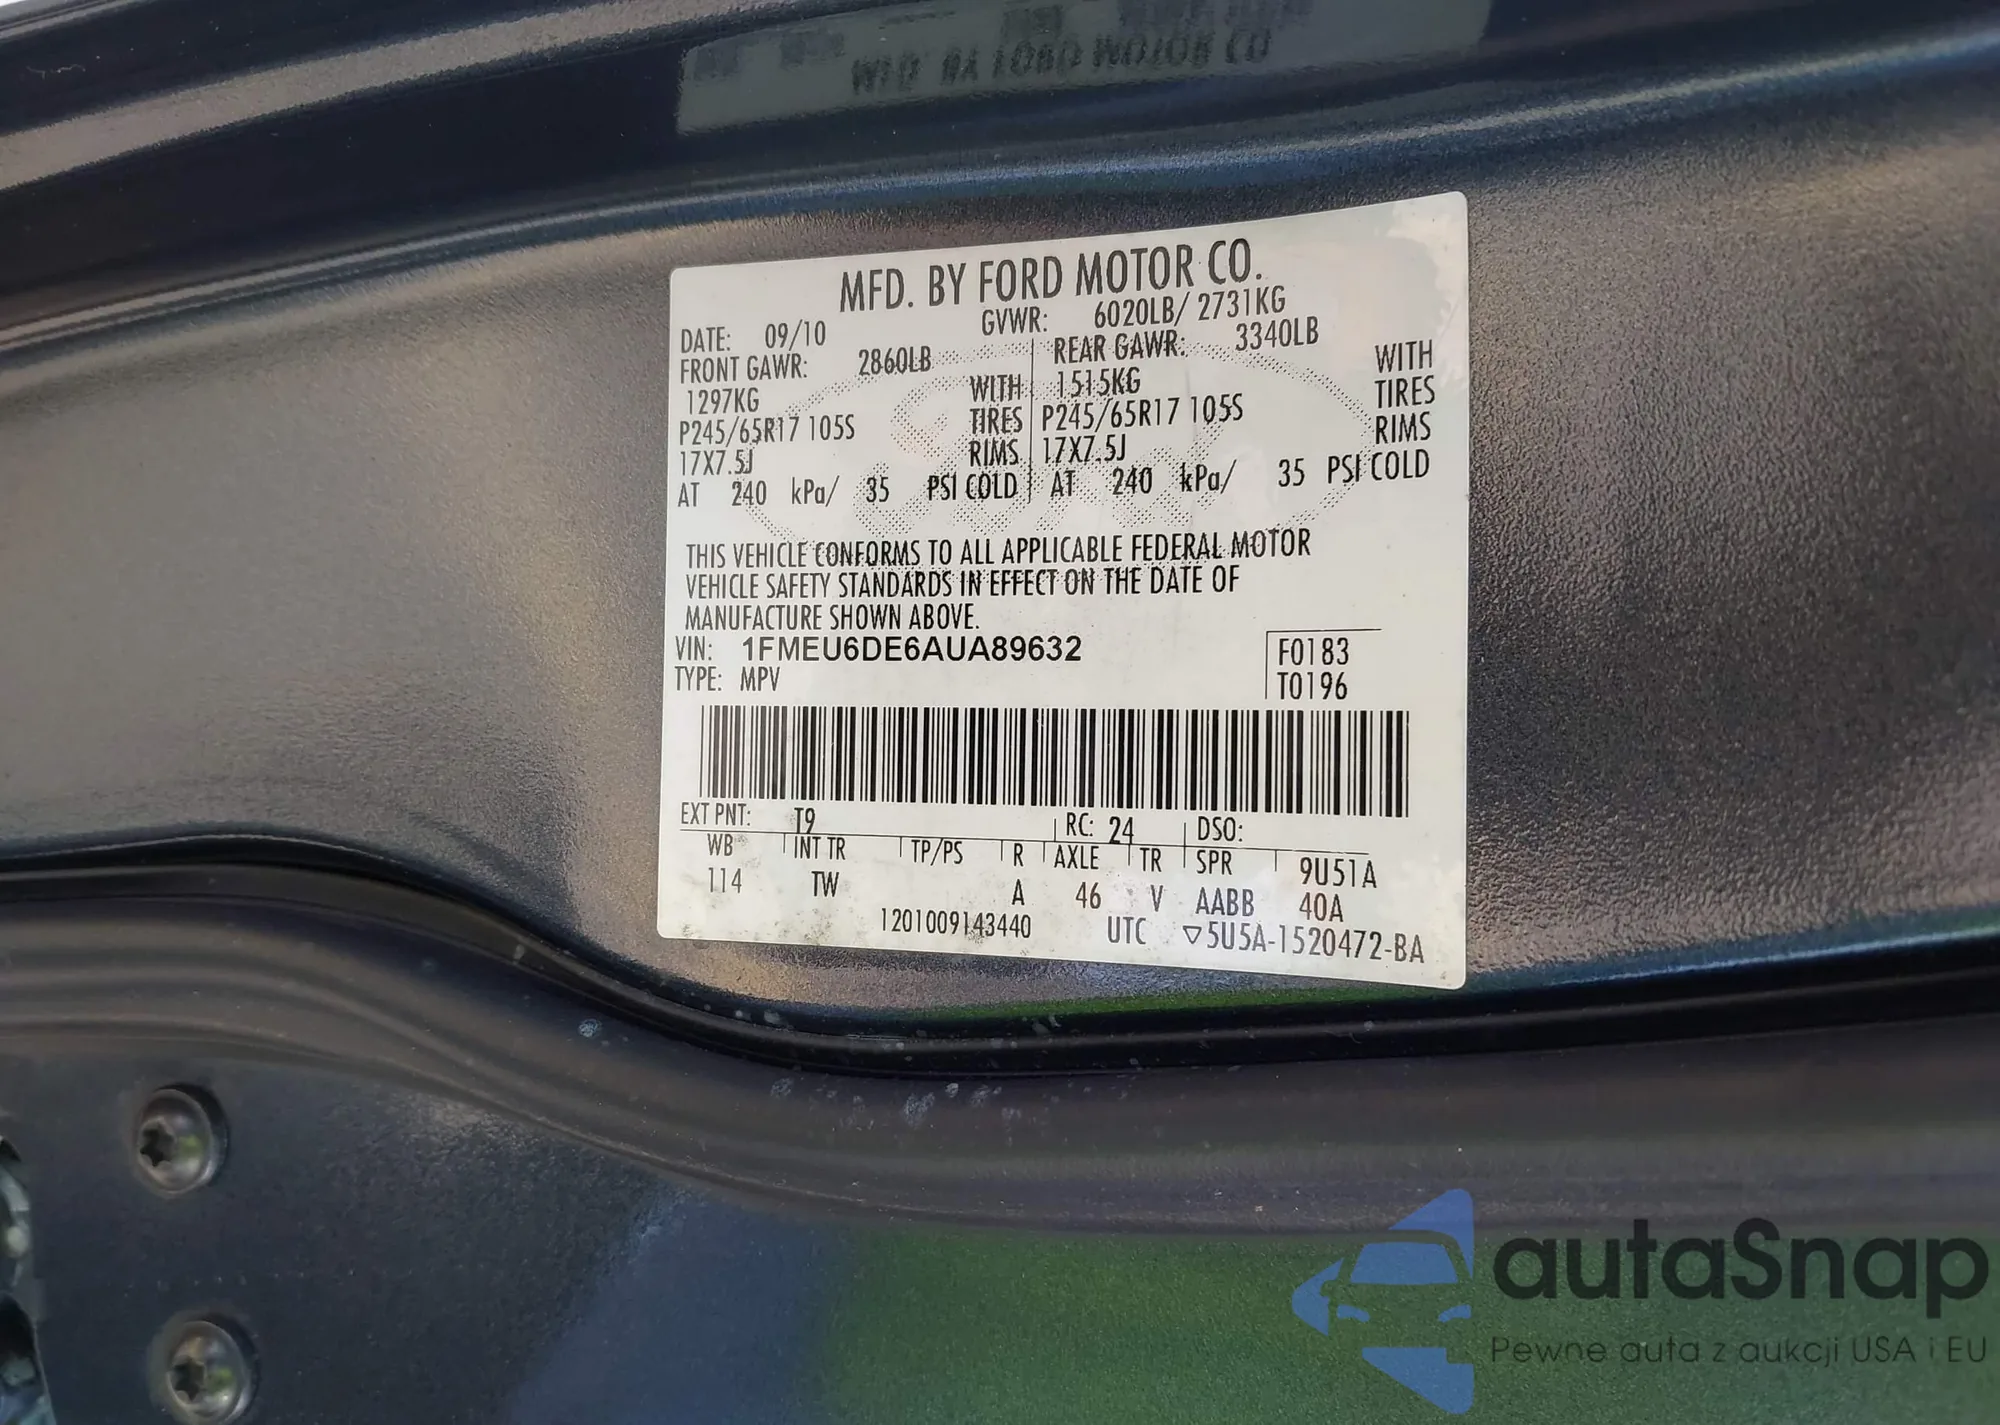 MFD. BY FORD MOTOR CO.
DATE: 09/10 GVWR: 6020LB/ 2731KG
FRONT GAWR: 2860LB REAR GAWR: 3340LB
1297KG WITH 1515KG WITH
P245/65R17 105S TIRES P245/65R17 105S TIRES
17X7.5J RIMS 17X7.5J RIMS
AT 240 kPa/ 35 PSI COLD AT 240 kPa/ 35 PSI COLD
THIS VEHICLE CONFORMS TO ALL APPLICABLE FEDERAL MOTOR
VEHICLE SAFETY STANDARDS IN EFFECT ON THE DATE OF
MANUFACTURE SHOWN ABOVE.
VIN: 1FMEU6DE6AUA89632 F0183
TYPE: MPV T0196
EXT PNT: T9 RC: 24 DSO:
WB INT TR TP/PS R AXLE TR SPR 9U51A
114 TW A 46 V AABB 40A
1201009143440 UTC ▽5U5A-1520472-BA
autaSnap
Pewne auta z aukcji USA i EU